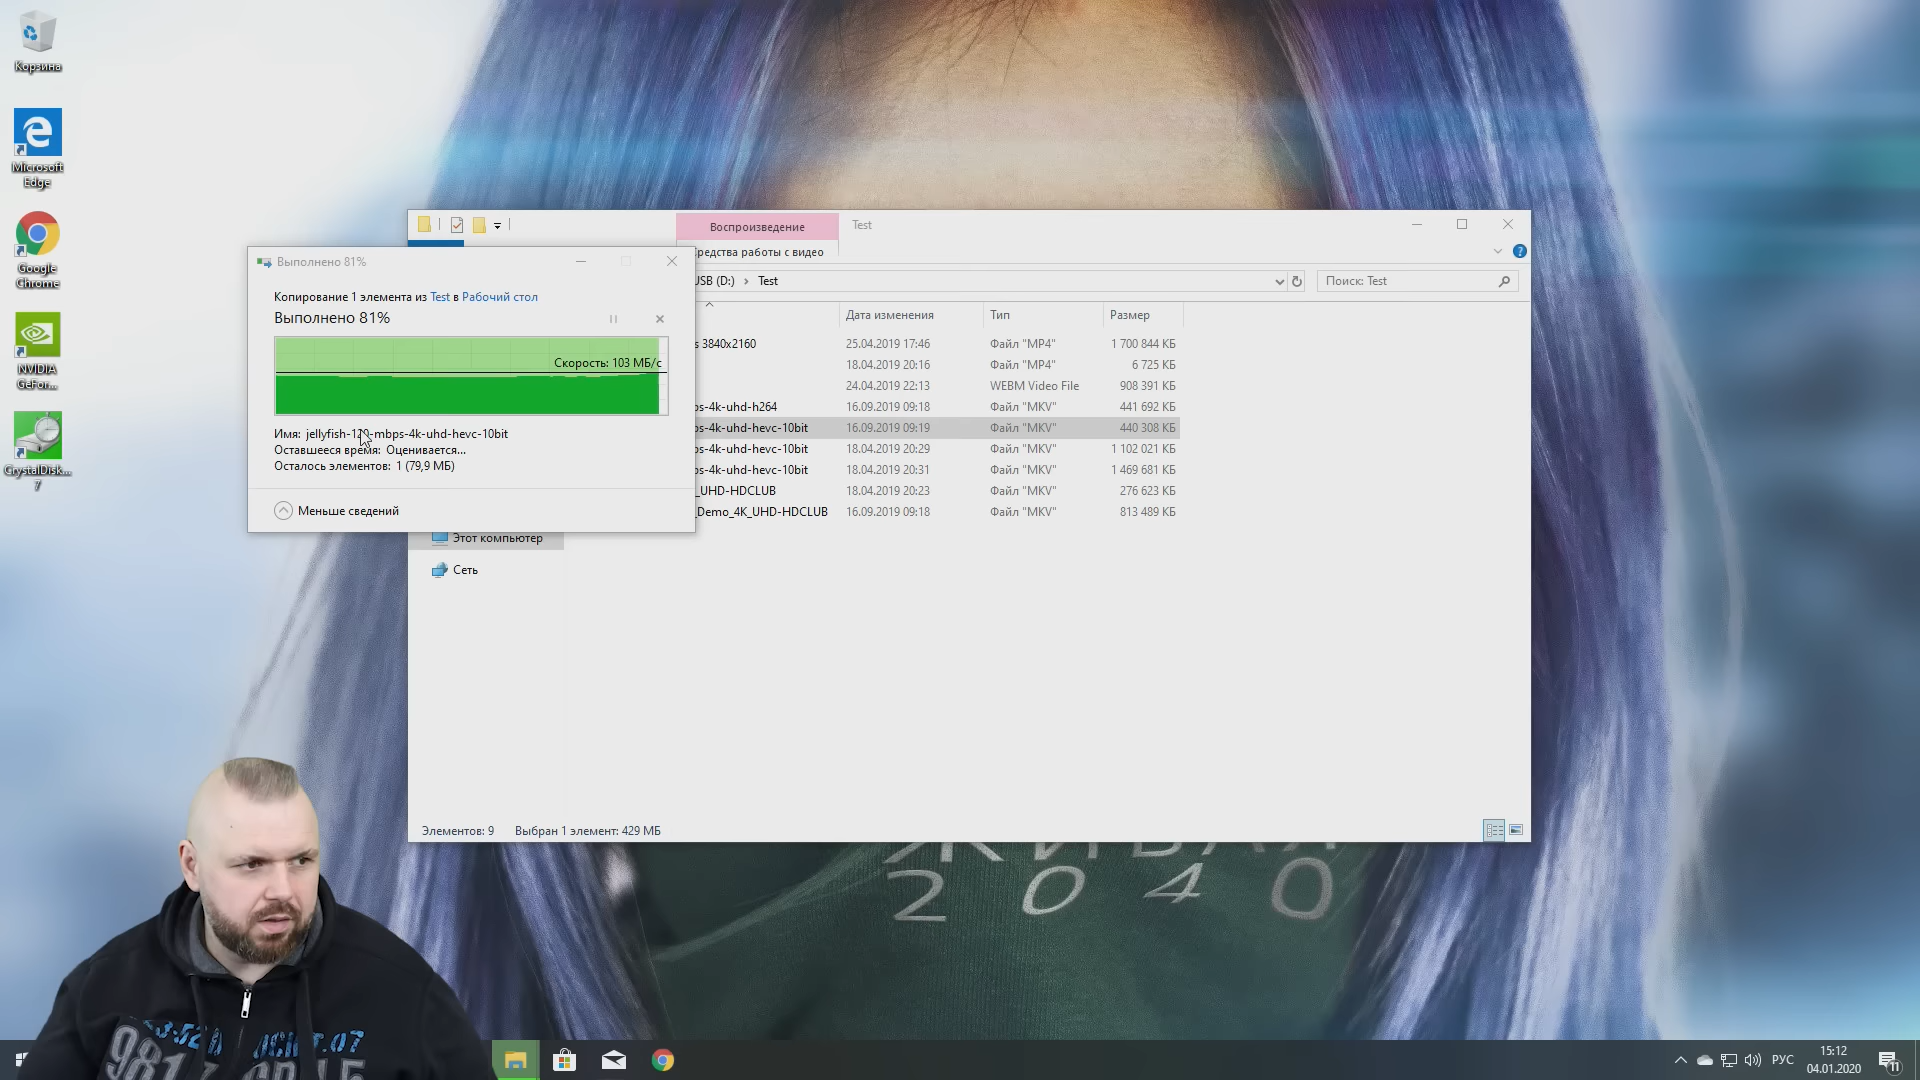 Корзина
Microsoft
Edge
Google
Chrome
NVIDIA
GeFor...
CrystalDisk...
7
Воспроизведение
Test
средства работы с видео
USB (D:) › Test
Поиск: Test
Дата изменения
Тип
Размер
s 3840x2160
25.04.2019 17:46
Файл "MP4"
1 700 844 КБ
18.04.2019 20:16
Файл "MP4"
6 725 КБ
24.04.2019 22:13
WEBM Video File
908 391 КБ
ps-4k-uhd-h264
16.09.2019 09:18
Файл "MKV"
441 692 КБ
ps-4k-uhd-hevc-10bit
16.09.2019 09:19
Файл "MKV"
440 308 КБ
ps-4k-uhd-hevc-10bit
18.04.2019 20:29
Файл "MKV"
1 102 021 КБ
ps-4k-uhd-hevc-10bit
18.04.2019 20:31
Файл "MKV"
1 469 681 КБ
_UHD-HDCLUB
18.04.2019 20:23
Файл "MKV"
276 623 КБ
_Demo_4K_UHD-HDCLUB
16.09.2019 09:18
Файл "MKV"
813 489 КБ
Выполнено 81%
Копирование 1 элемента из Test в Рабочий стол
Выполнено 81%
Скорость: 103 МБ/с
Имя: jellyfish-120-mbps-4k-uhd-hevc-10bit
Оставшееся время: Оценивается...
Осталось элементов: 1 (79,9 МБ)
Меньше сведений
Этот компьютер
Сеть
Элементов: 9
Выбран 1 элемент: 429 МБ
2040
РУС
15:12
04.01.2020
11